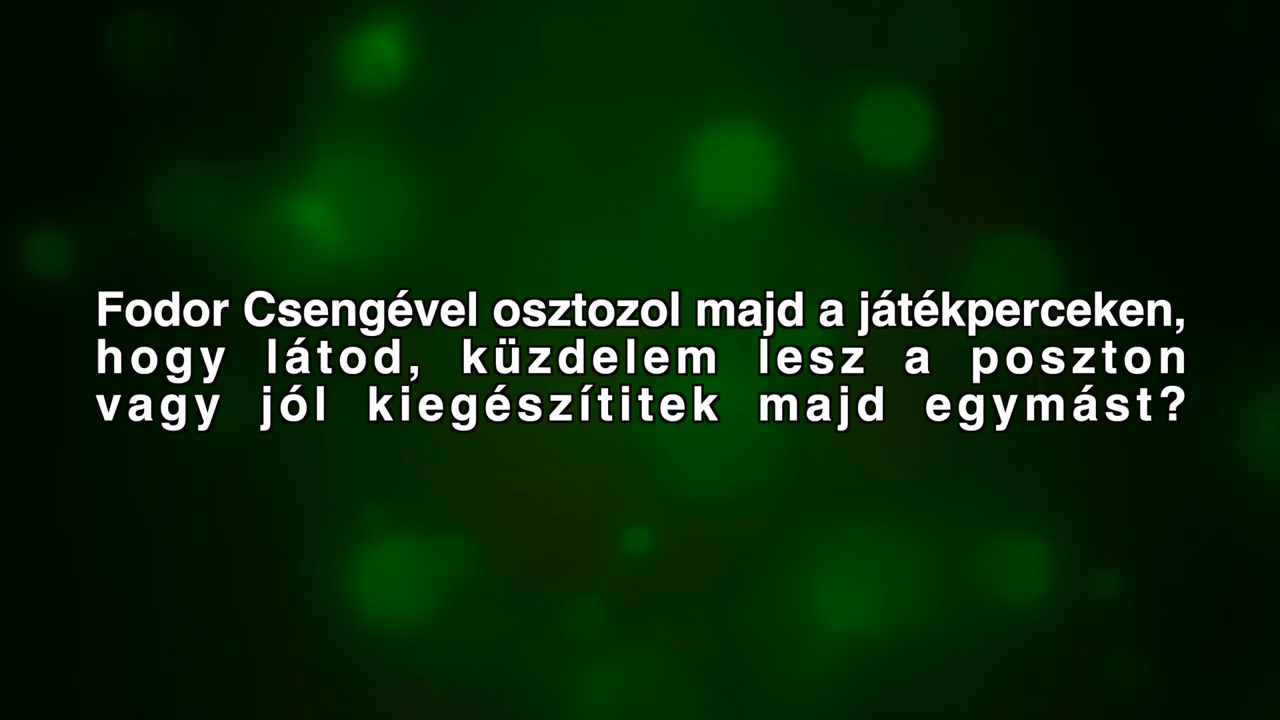 Fodor Csengével osztozol majd a játékperceken,
hogy látod, küzdelem lesz a poszton
vagy jól kiegészítitek majd egymást?